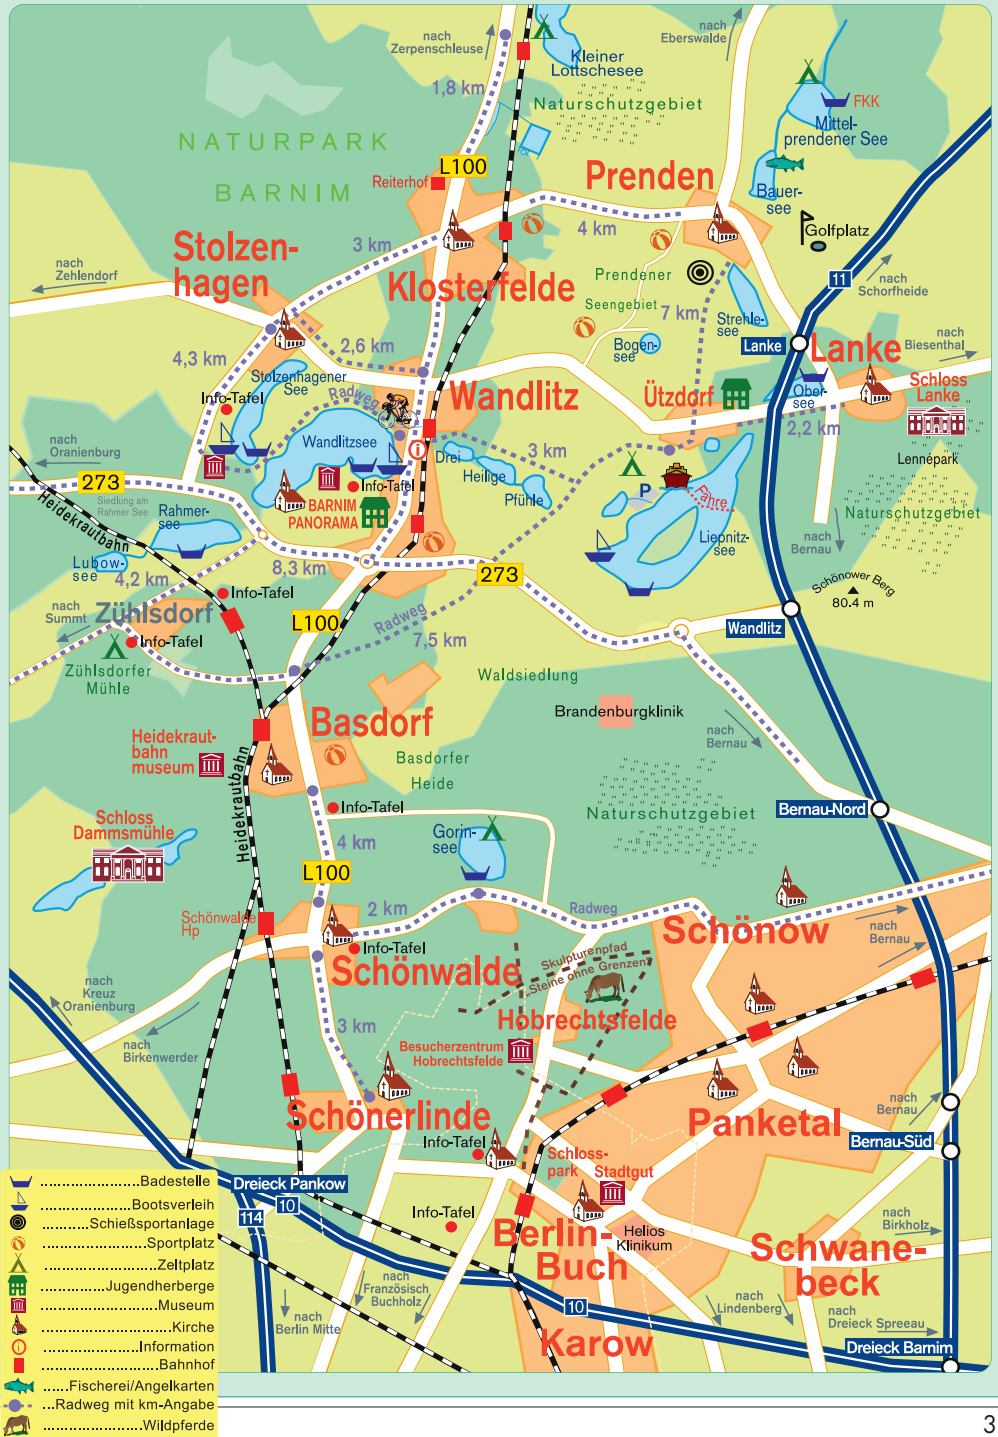 nach
Zerpenschleuse
nach
Eberswalde
Kleiner
Lottschesee
1,8 km
FKK
Naturschutzgebiet
Mittel-
prendener See
NATURPARK
BARNIM
L100
Reiterhof
Prenden
Bauer-
see
Golfplatz
4 km
3 km
Stolzen-
hagen
nach
Zehlendorf
Klosterfelde
Prendener
Seengebiet
7 km
11
nach
Schorfheide
Strehle-
see
Bogen-
see
Lanke
Lanke
nach
Biesenthal
2,6 km
4,3 km
Stolzenhagener
See
Radweg
Info-Tafel
Wandlitz
Ützdorf
Ober-
see
Schloss
Lanke
2,2 km
nach
Oranienburg
Wandlitzsee
Drei
Heilige
Pfühle
3 km
Lennépark
273
Siedlung am
Rahmer See
Info-Tafel
BARNIM
PANORAMA
P
Fähre
Naturschutzgebiet
Heidekrautbahn
Rahmer-
see
Liepnitz-
see
nach
Bernau
Lubow-
see
4,2 km
8,3 km
273
Schönower Berg
80.4 m
nach
Summt
Zühlsdorf
Info-Tafel
L100
Radweg
7,5 km
Wandlitz
Info-Tafel
Zühlsdorfer
Mühle
Waldsiedlung
Brandenburgklinik
nach
Bernau
Basdorf
Heidekraut-
bahn
museum
Heidekrautbahn
Basdorfer
Heide
Info-Tafel
Naturschutzgebiet
Bernau-Nord
Schloss
Dammsmühle
4 km
Gorin-
see
L100
Schönwalde
Hp
2 km
Radweg
Schönow
nach
Bernau
Info-Tafel
Schönwalde
Skulpturenpfad
„Steine ohne Grenzen“
nach
Kreuz
Oranienburg
3 km
Hobrechtsfelde
nach
Birkenwerder
Besucherzentrum
Hobrechtsfelde
Schönerlinde
Panketal
nach
Bernau
Info-Tafel
Bernau-Süd
Schloss-
park
Stadtgut
Dreieck Pankow
10
114
Info-Tafel
Berlin-
Buch
Helios
Klinikum
nach
Birkholz
Schwane-
beck
nach
Französisch
Buchholz
nach
Berlin Mitte
10
nach
Lindenberg
nach
Dreieck Spreeau
Karow
Dreieck Barnim
Badestelle
Bootsverleih
Schießsportanlage
Sportplatz
Zeltplatz
Jugendherberge
Museum
Kirche
Information
Bahnhof
Fischerei/Angelkarten
Radweg mit km-Angabe
Wildpferde
3